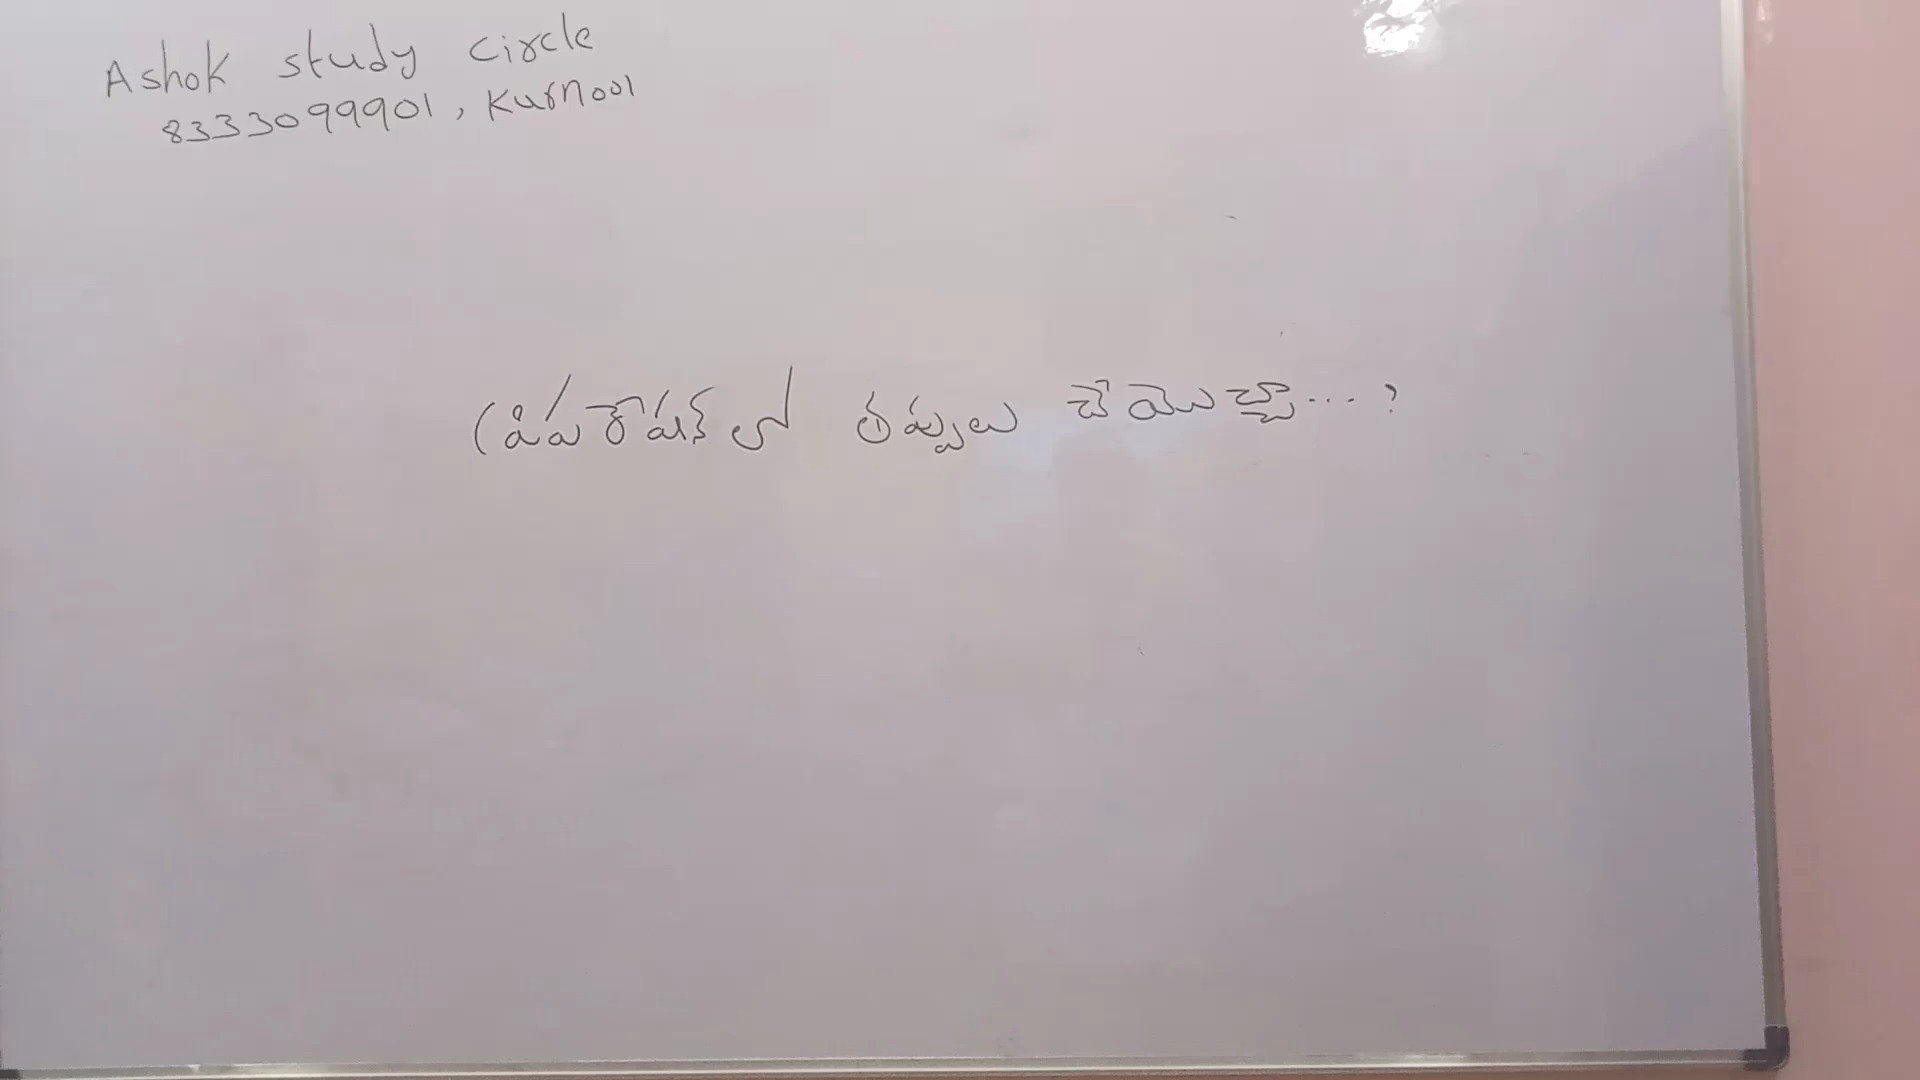 Ashok study circle
8333099901, Kurnool
ప్రిపరేషన్ లో తప్పులు చేయొచ్చా...?